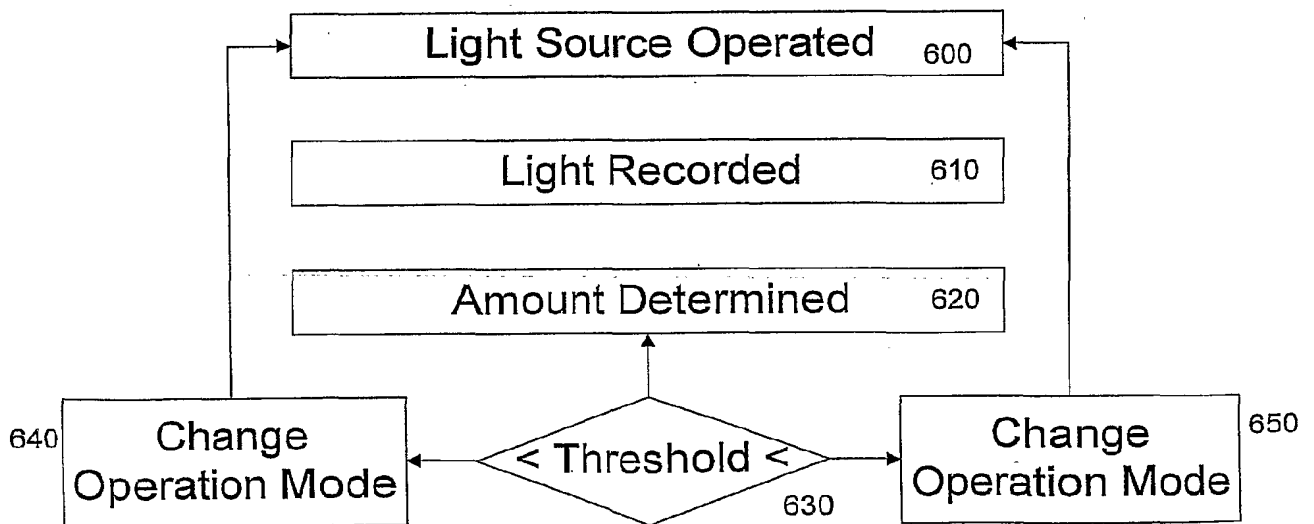 Light Source Operated 600
Light Recorded 610
Amount Determined 620
640 Change
Operation Mode
< Threshold <
630
Change
Operation Mode 650